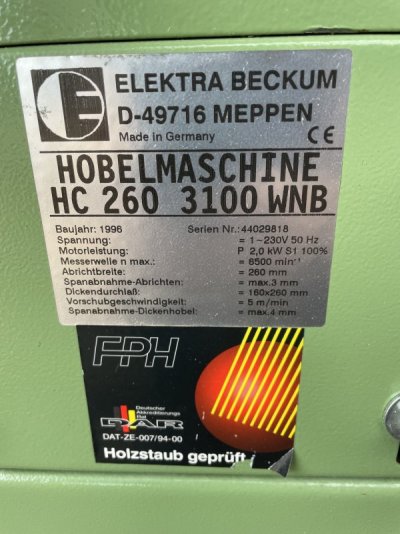 ELEKTRA BECKUM
D-49716 MEPPEN
Made in Germany CE
HOBELMASCHINE
HC 260 3100 WNB
Baujahr: 1996 Serien Nr.: 44029818
Spannung: = 1~230V 50 Hz
Motorleistung: P 2,0 kW S1 100%
Messerwelle n max.: = 6500 min⁻¹
Abrichtbreite: = 260 mm
Spanabnahme-Abrichten: = max.3 mm
Dickendurchlaß: = 160x260 mm
Vorschubgeschwindigkeit: = 5 m/min
Spanabnahme-Dickenhobel: = max.4 mm
FPH
Deutscher
Akkreditierungs
Rat
DAR
DAT-ZE-007/94-00
Holzstaub geprüft